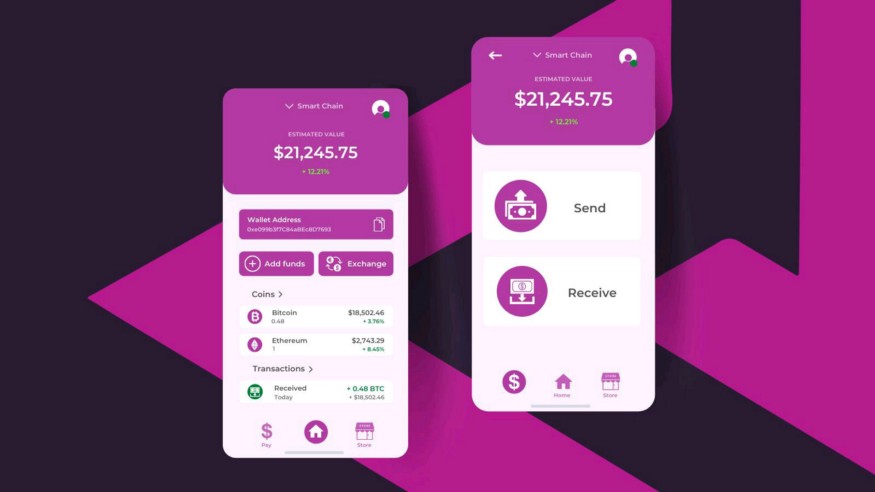 Smart Chain
ESTIMATED VALUE
$21,245.75
+ 12.21%
Wallet Address
0xe099b3f7C84aBEc8D7693
Add funds
Exchange
Coins >
Bitcoin $18,502.46
0.48 + 3.76%
Ethereum $2,743.29
1 + 8.45%
Transactions >
Received + 0.48 BTC
Today + $18,502.46
Pay
STORE
Store
Smart Chain
ESTIMATED VALUE
$21,245.75
+ 12.21%
Send
Receive
Home
STORE
Store